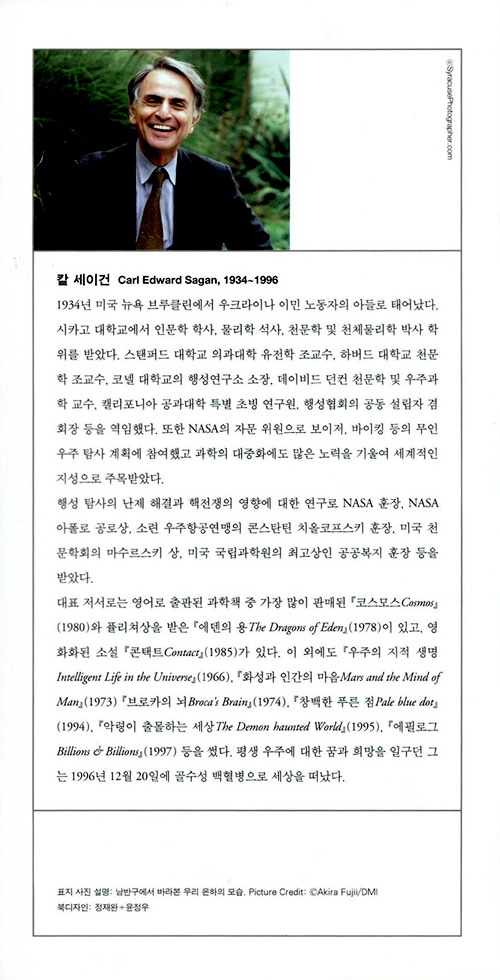 ©SyracusePhotographer.com
칼 세이건 Carl Edward Sagan, 1934~1996
1934년 미국 뉴욕 브루클린에서 우크라이나 이민 노동자의 아들로 태어났다.
시카고 대학교에서 인문학 학사, 물리학 석사, 천문학 및 천체물리학 박사 학
위를 받았다. 스탠퍼드 대학교 의과대학 유전학 조교수, 하버드 대학교 천문
학 조교수, 코넬 대학교의 행성연구소 소장, 데이비드 던컨 천문학 및 우주과
학 교수, 캘리포니아 공과대학 특별 초빙 연구원, 행성협회의 공동 설립자 겸
회장 등을 역임했다. 또한 NASA의 자문 위원으로 보이저, 바이킹 등의 무인
우주 탐사 계획에 참여했고 과학의 대중화에도 많은 노력을 기울여 세계적인
지성으로 주목받았다.
행성 탐사의 난제 해결과 핵전쟁의 영향에 대한 연구로 NASA 훈장, NASA
아폴로 공로상, 소련 우주항공연맹의 콘스탄틴 치올코프스키 훈장, 미국 천
문학회의 마수르스키 상, 미국 국립과학원의 최고상인 공공복지 훈장 등을
받았다.
대표 저서로는 영어로 출판된 과학책 중 가장 많이 판매된 『코스모스Cosmos』
(1980)와 퓰리처상을 받은 『에덴의 용The Dragons of Eden』(1978)이 있고, 영
화화된 소설 『콘택트Contact』(1985)가 있다. 이 외에도 『우주의 지적 생명
Intelligent Life in the Universe』(1966), 『화성과 인간의 마음Mars and the Mind of
Man』(1973) 『브로카의 뇌Broca's Brain』(1974), 『창백한 푸른 점Pale blue dot』
(1994), 『악령이 출몰하는 세상The Demon haunted World』(1995), 『에필로그
Billions & Billions』(1997) 등을 썼다. 평생 우주에 대한 꿈과 희망을 일구던 그
는 1996년 12월 20일에 골수성 백혈병으로 세상을 떠났다.
표지 사진 설명: 남반구에서 바라본 우리 은하의 모습. Picture Credit: ©Akira Fujii/DMI
북디자인: 정재완+윤정우